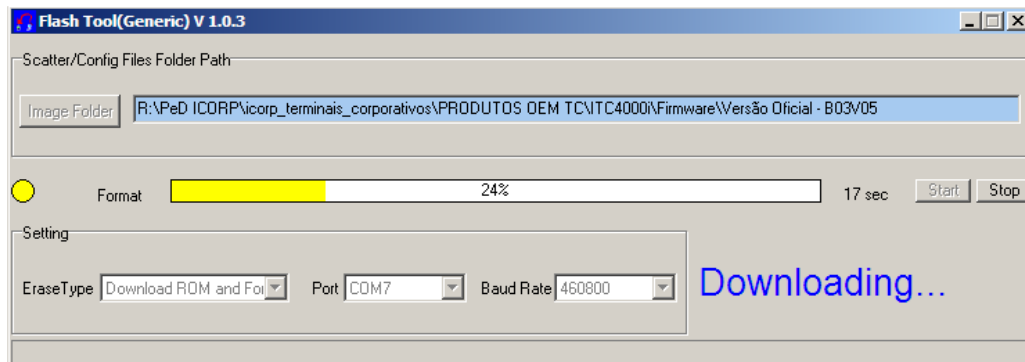 Flash Tool(Generic) V 1.0.3
Scatter/Config Files Folder Path
Image Folder R:\PeD ICORP\icorp_terminais_corporativos\PRODUTOS OEM TC\ITC4000i\Firmware\Versão Oficial - B03V05
Format 24% 17 sec Start Stop
Setting
EraseType Download ROM and For Port COM7 Baud Rate 460800
Downloading...